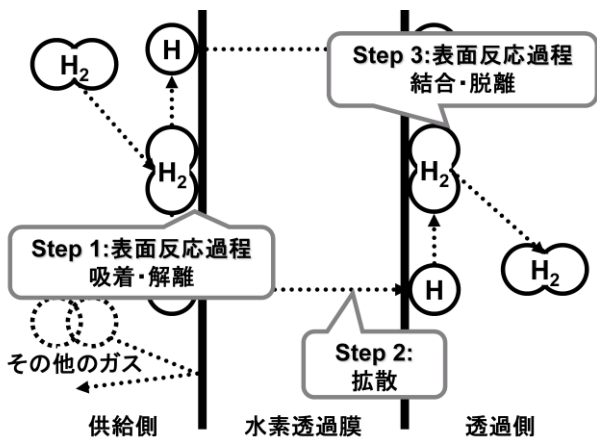 H
H2
Step 3:表面反応過程
結合・脱離
H2
H2
Step 1:表面反応過程
吸着・解離
H2
H
Step 2:
拡散
その他のガス
供給側
水素透過膜
透過側